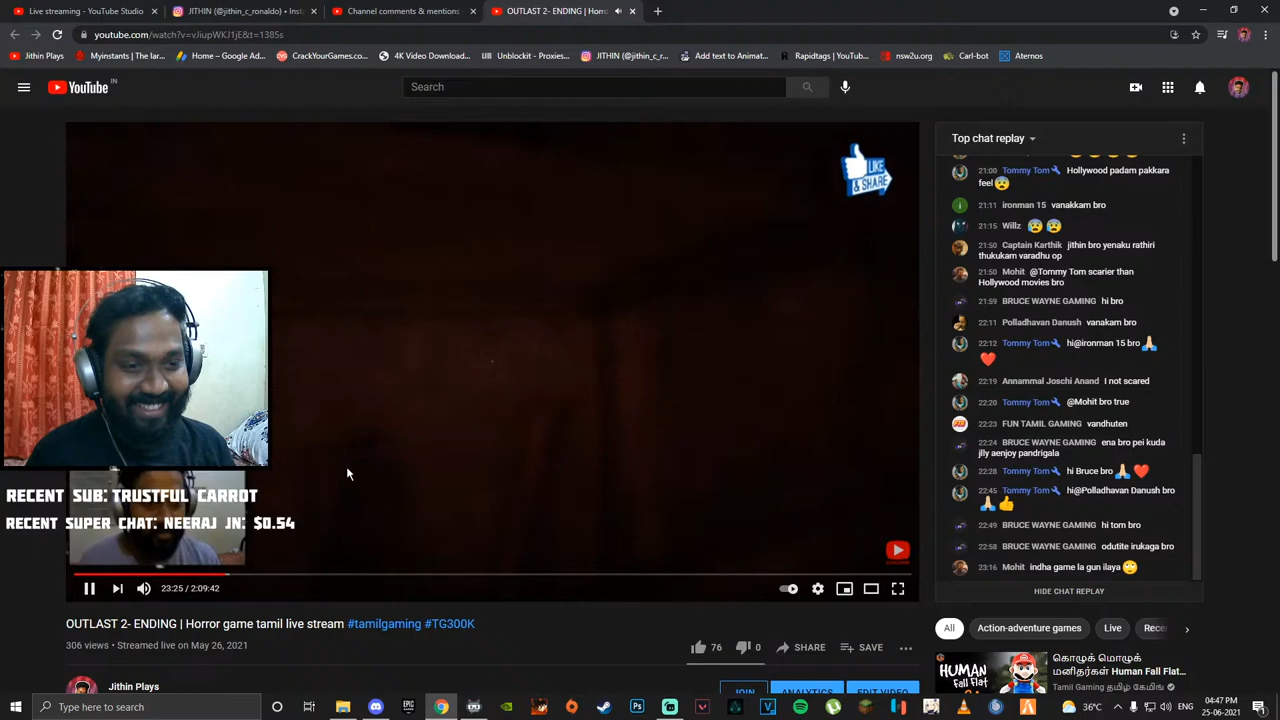 Live streaming - YouTube Studio
JITHIN (@jithin_c_ronaldo) • Inst
Channel comments & mentions
OUTLAST 2- ENDING | Horror
youtube.com/watch?v=vJiupWKJ1jE&t=1385s
Jithin Plays
Myinstants | The lar...
Home – Google Ad...
CrackYourGames.c...
4K Video Download...
Unblockit - Proxies...
JITHIN (@jithin_c_r...
Add text to Animat...
Rapidtags | YouTub...
nsw2u.org
Carl-bot
Aternos
YouTube IN
Search
LIKE & SHARE
Top chat replay
21:00 Tommy Tom Hollywood padam pakkara
feel😨
21:11 ironman 15 vanakkam bro
21:15 Willz 😰😰
21:50 Captain Karthik jithin bro yenaku rathiri
thukukam varadhu op
21:50 Mohit @Tommy Tom scarier than
Hollywood movies bro
21:59 BRUCE WAYNE GAMING hi bro
22:11 Polladhavan Danush vanakam bro
22:12 Tommy Tom hi@ironman 15 bro🙏🏻
❤️
22:19 Annammal Joschi Anand I not scared
22:20 Tommy Tom @Mohit bro true
22:23 FUN TAMIL GAMING vandhuten
22:24 BRUCE WAYNE GAMING ena bro pei kuda
jlly aenjoy pandrigala
22:28 Tommy Tom hi Bruce bro🙏🏻❤️
22:45 Tommy Tom hi@Polladhavan Danush bro
🙏🏻👍
22:49 BRUCE WAYNE GAMING hi tom bro
22:58 BRUCE WAYNE GAMING odutite irukaga bro
23:16 Mohit indha game la gun ilaya🙄
HIDE CHAT REPLAY
RECENT SUB: TRUSTFUL CARROT
RECENT SUPER CHAT: NEERAJ JN: $0.54
23:25 / 2:09:42
OUTLAST 2- ENDING | Horror game tamil live stream #tamilgaming #TG300K
306 views • Streamed live on May 26, 2021
76
0
SHARE
SAVE
Jithin Plays
JOIN
ANALYTICS
EDIT VIDEO
All
Action-adventure games
Live
Rece
HUMAN
Fall Flat
கொழுக் மொழுக்
மனிதர்கள் Human Fall Flat...
Tamil Gaming தமிழ் கேமிங்
Type here to search
36°C
04:47 PM
25-06-2021